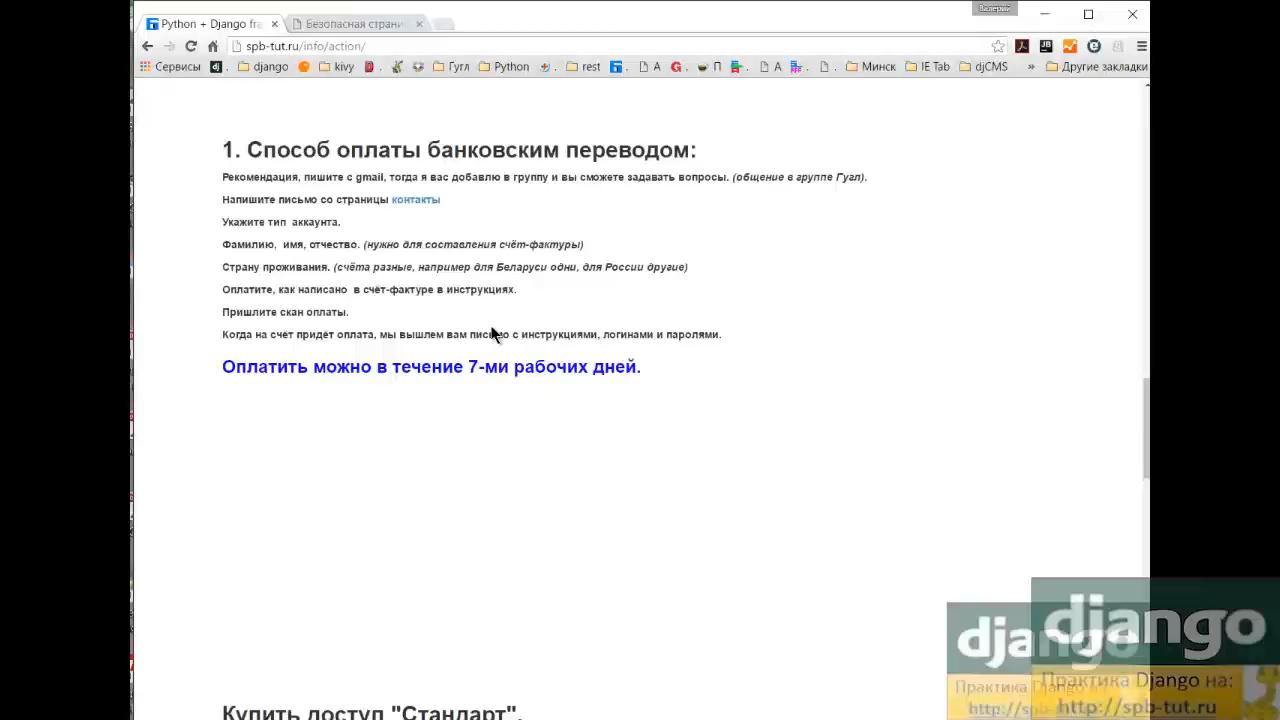 Валерий
Python + Django fra
Безопасная страни
spb-tut.ru/info/action/
Сервисы
django
kivy
Гугл
Python
rest
А
П
А
Минск
IE Tab
djCMS
»
Другие закладки
1. Способ оплаты банковским переводом:
Рекомендация, пишите с gmail, тогда я вас добавлю в группу и вы сможете задавать вопросы. (общение в группе Гугл).
Напишите письмо со страницы контакты
Укажите тип аккаунта.
Фамилию, имя, отчество. (нужно для составления счёт-фактуры)
Страну проживания. (счёта разные, например для Беларуси одни, для России другие)
Оплатите, как написано в счёт-фактуре в инструкциях.
Пришлите скан оплаты.
Когда на счёт придёт оплата, мы вышлем вам письмо с инструкциями, логинами и паролями.
Оплатить можно в течение 7-ми рабочих дней.
Купить доступ "Стандарт".
django
django
Практика Django на:
http://spb-tut.ru